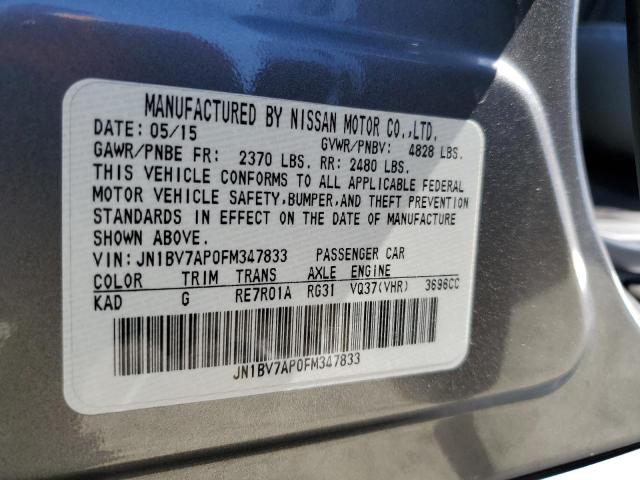 MANUFACTURED BY NISSAN MOTOR CO.,LTD.
DATE: 05/15 GVWR/PNBV: 4828 LBS.
GAWR/PNBE FR: 2370 LBS. RR: 2480 LBS.
THIS VEHICLE CONFORMS TO ALL APPLICABLE FEDERAL
MOTOR VEHICLE SAFETY,BUMPER,AND THEFT PREVENTION
STANDARDS IN EFFECT ON THE DATE OF MANUFACTURE
SHOWN ABOVE.
VIN: JN1BV7AP0FM347833 PASSENGER CAR
COLOR TRIM TRANS AXLE ENGINE
KAD G RE7R01A RG31 VQ37(VHR) 3696CC
JN1BV7AP0FM347833